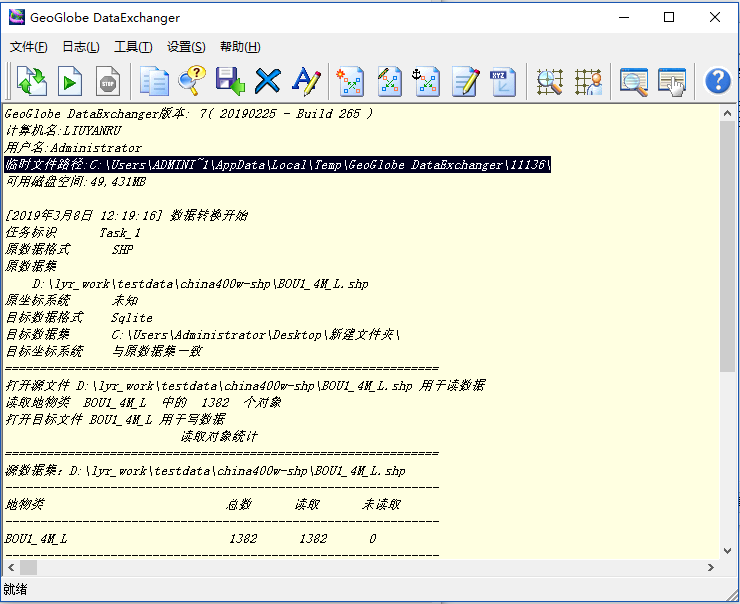 GeoGlobe DataExchanger
文件(F) 日志(L) 工具(T) 设置(S) 帮助(H)
STOP XYZ
GeoGlobe DataExchanger版本: 7( 20190225 - Build 265 )
计算机名:LIUYANRU
用户名:Administrator
临时文件路径:C:\Users\ADMINI~1\AppData\Local\Temp\GeoGlobe DataExchanger\11136\
可用磁盘空间:49,431MB
[2019年3月8日 12:19:16] 数据转换开始
任务标识 Task_1
原数据格式 SHP
原数据集
D:\lyr_work\testdata\china400w-shp\BOU1_4M_L.shp
原坐标系统 未知
目标数据格式 Sqlite
目标数据集 C:\Users\Administrator\Desktop\新建文件夹\
目标坐标系统 与原数据集一致
================================================================
打开源文件 D:\lyr_work\testdata\china400w-shp\BOU1_4M_L.shp 用于读数据
读取地物类 BOU1_4M_L 中的 1382 个对象
打开目标文件 BOU1_4M_L 用于写数据
读取对象统计
================================================================
源数据集：D:\lyr_work\testdata\china400w-shp\BOU1_4M_L.shp
----------------------------------------------------------------
地物类 总数 读取 未读取
----------------------------------------------------------------
BOU1_4M_L 1382 1382 0
----------------------------------------------------------------
就绪